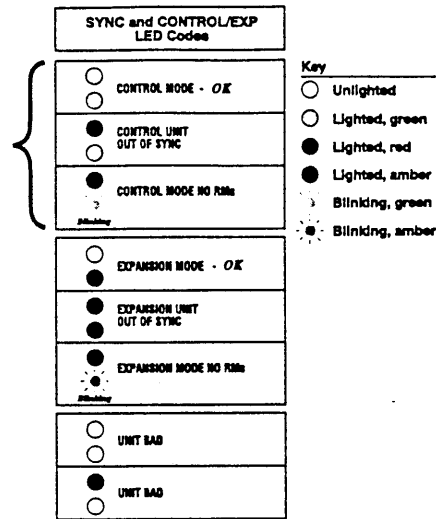 SYNC and CONTROL/EXP
LED Codes
CONTROL MODE - OK
CONTROL UNIT
OUT OF SYNC
CONTROL MODE NO RMs
Blinking
EXPANSION MODE - OK
EXPANSION UNIT
OUT OF SYNC
EXPANSION MODE NO RMs
Blinking
UNIT BAD
UNIT BAD
Key
Unlighted
Lighted, green
Lighted, red
Lighted, amber
Blinking, green
Blinking, amber